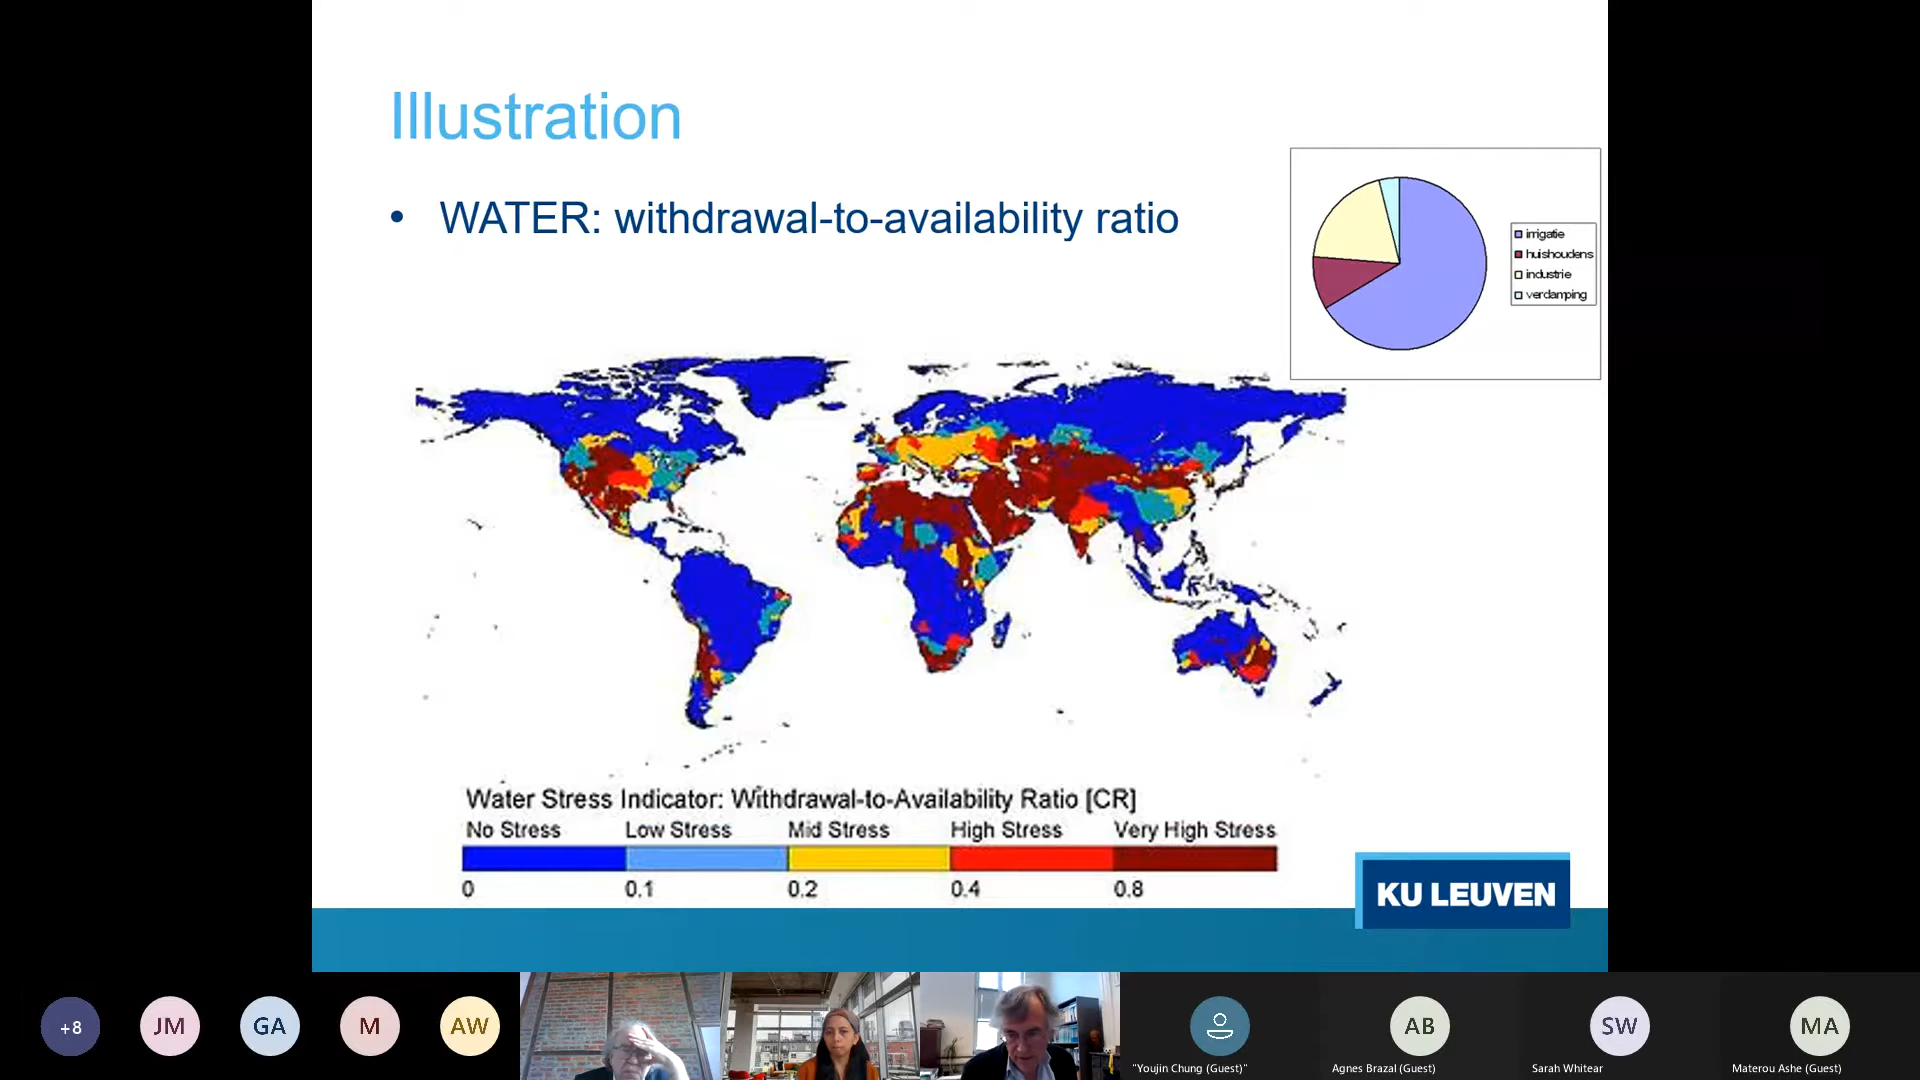 Illustration
• WATER: withdrawal-to-availability ratio
irrigatie
huishoudens
industrie
verdamping
Water Stress Indicator: Withdrawal-to-Availability Ratio [CR]
No Stress Low Stress Mid Stress High Stress Very High Stress
0 0.1 0.2 0.4 0.8
KU LEUVEN
+8 JM GA M AW AB SW MA
"Youjin Chung (Guest)" Agnes Brazal (Guest) Sarah Whitear Materou Ashe (Guest)